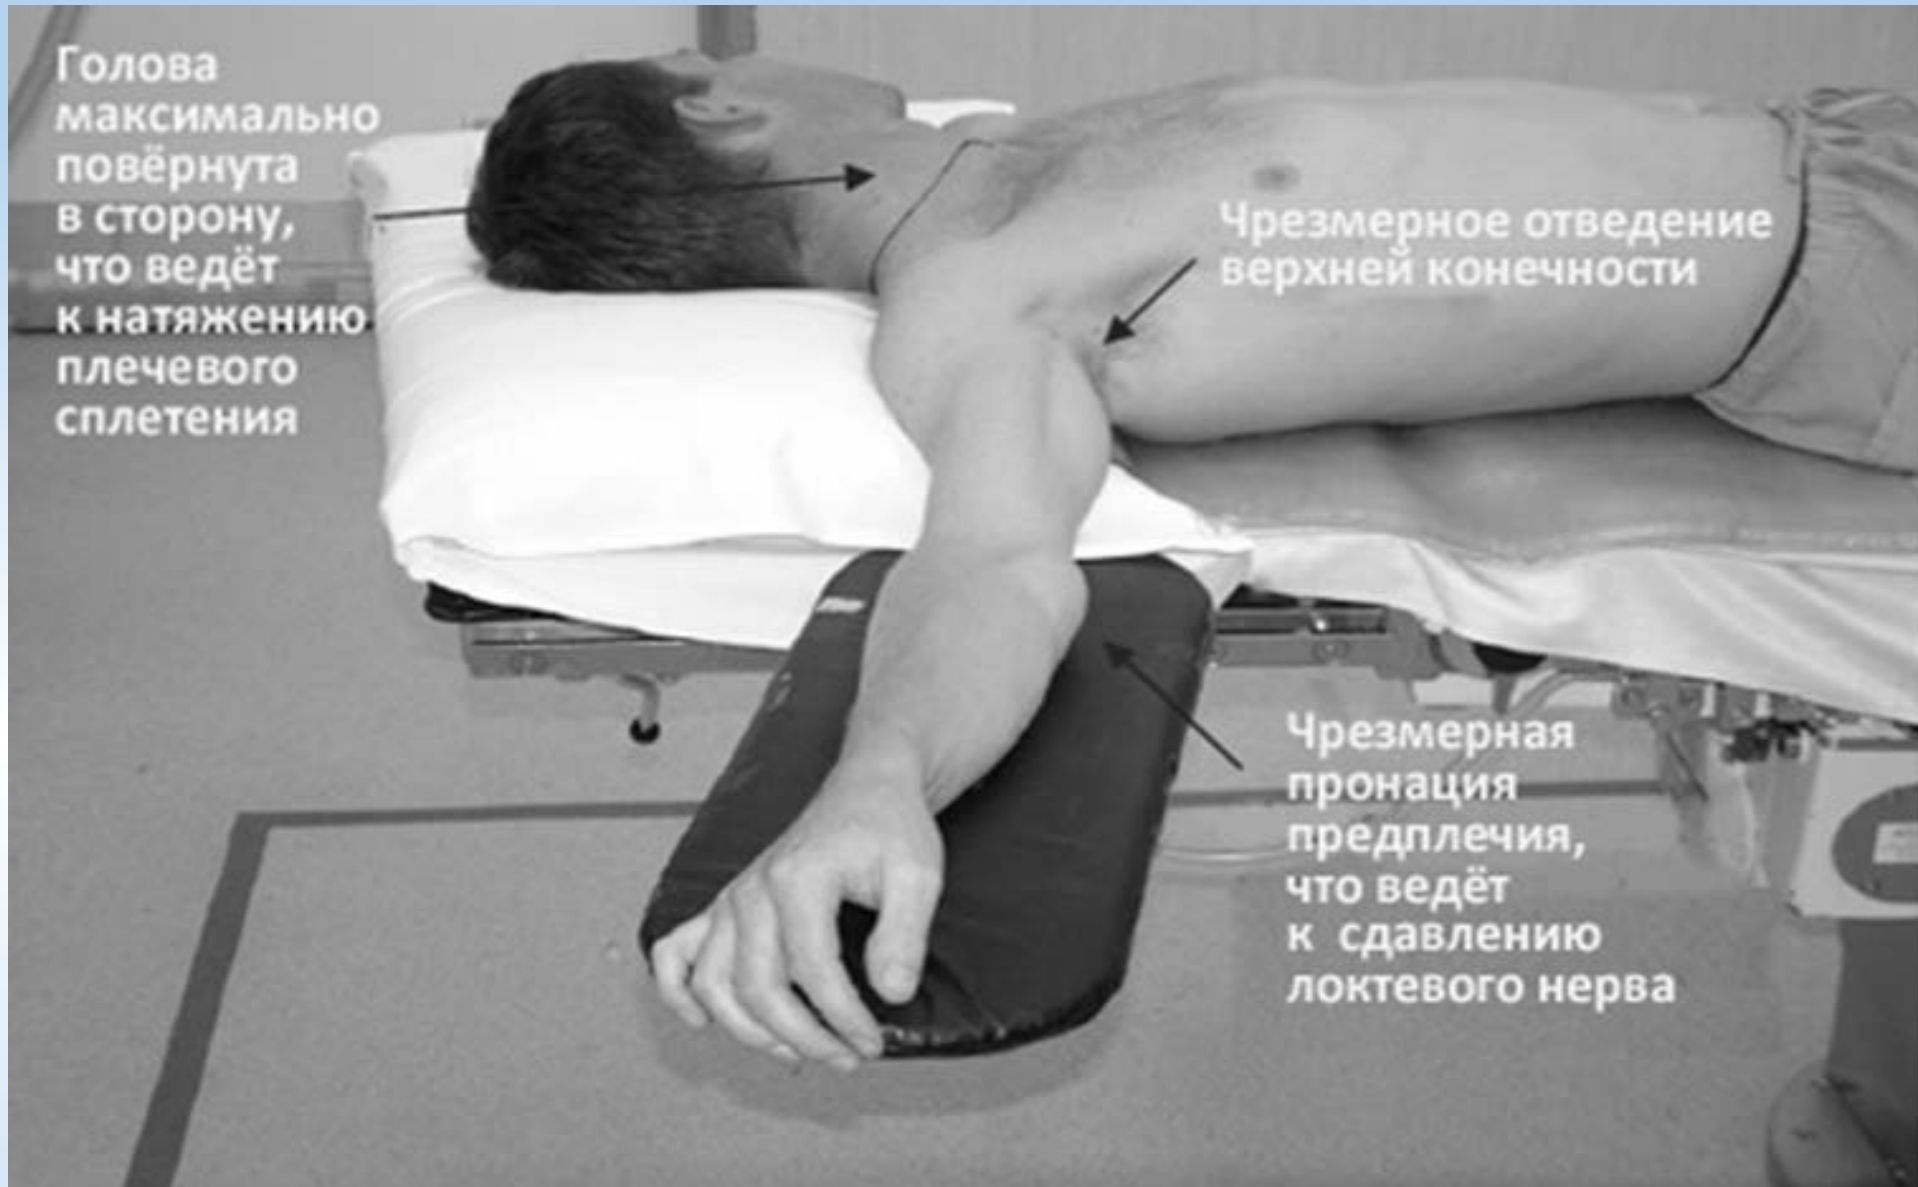 Голова
максимально
повёрнута
в сторону,
что ведёт
к натяжению
плечевого
сплетения
Чрезмерное отведение
верхней конечности
Чрезмерная
пронация
предплечия,
что ведёт
к сдавлению
локтевого нерва